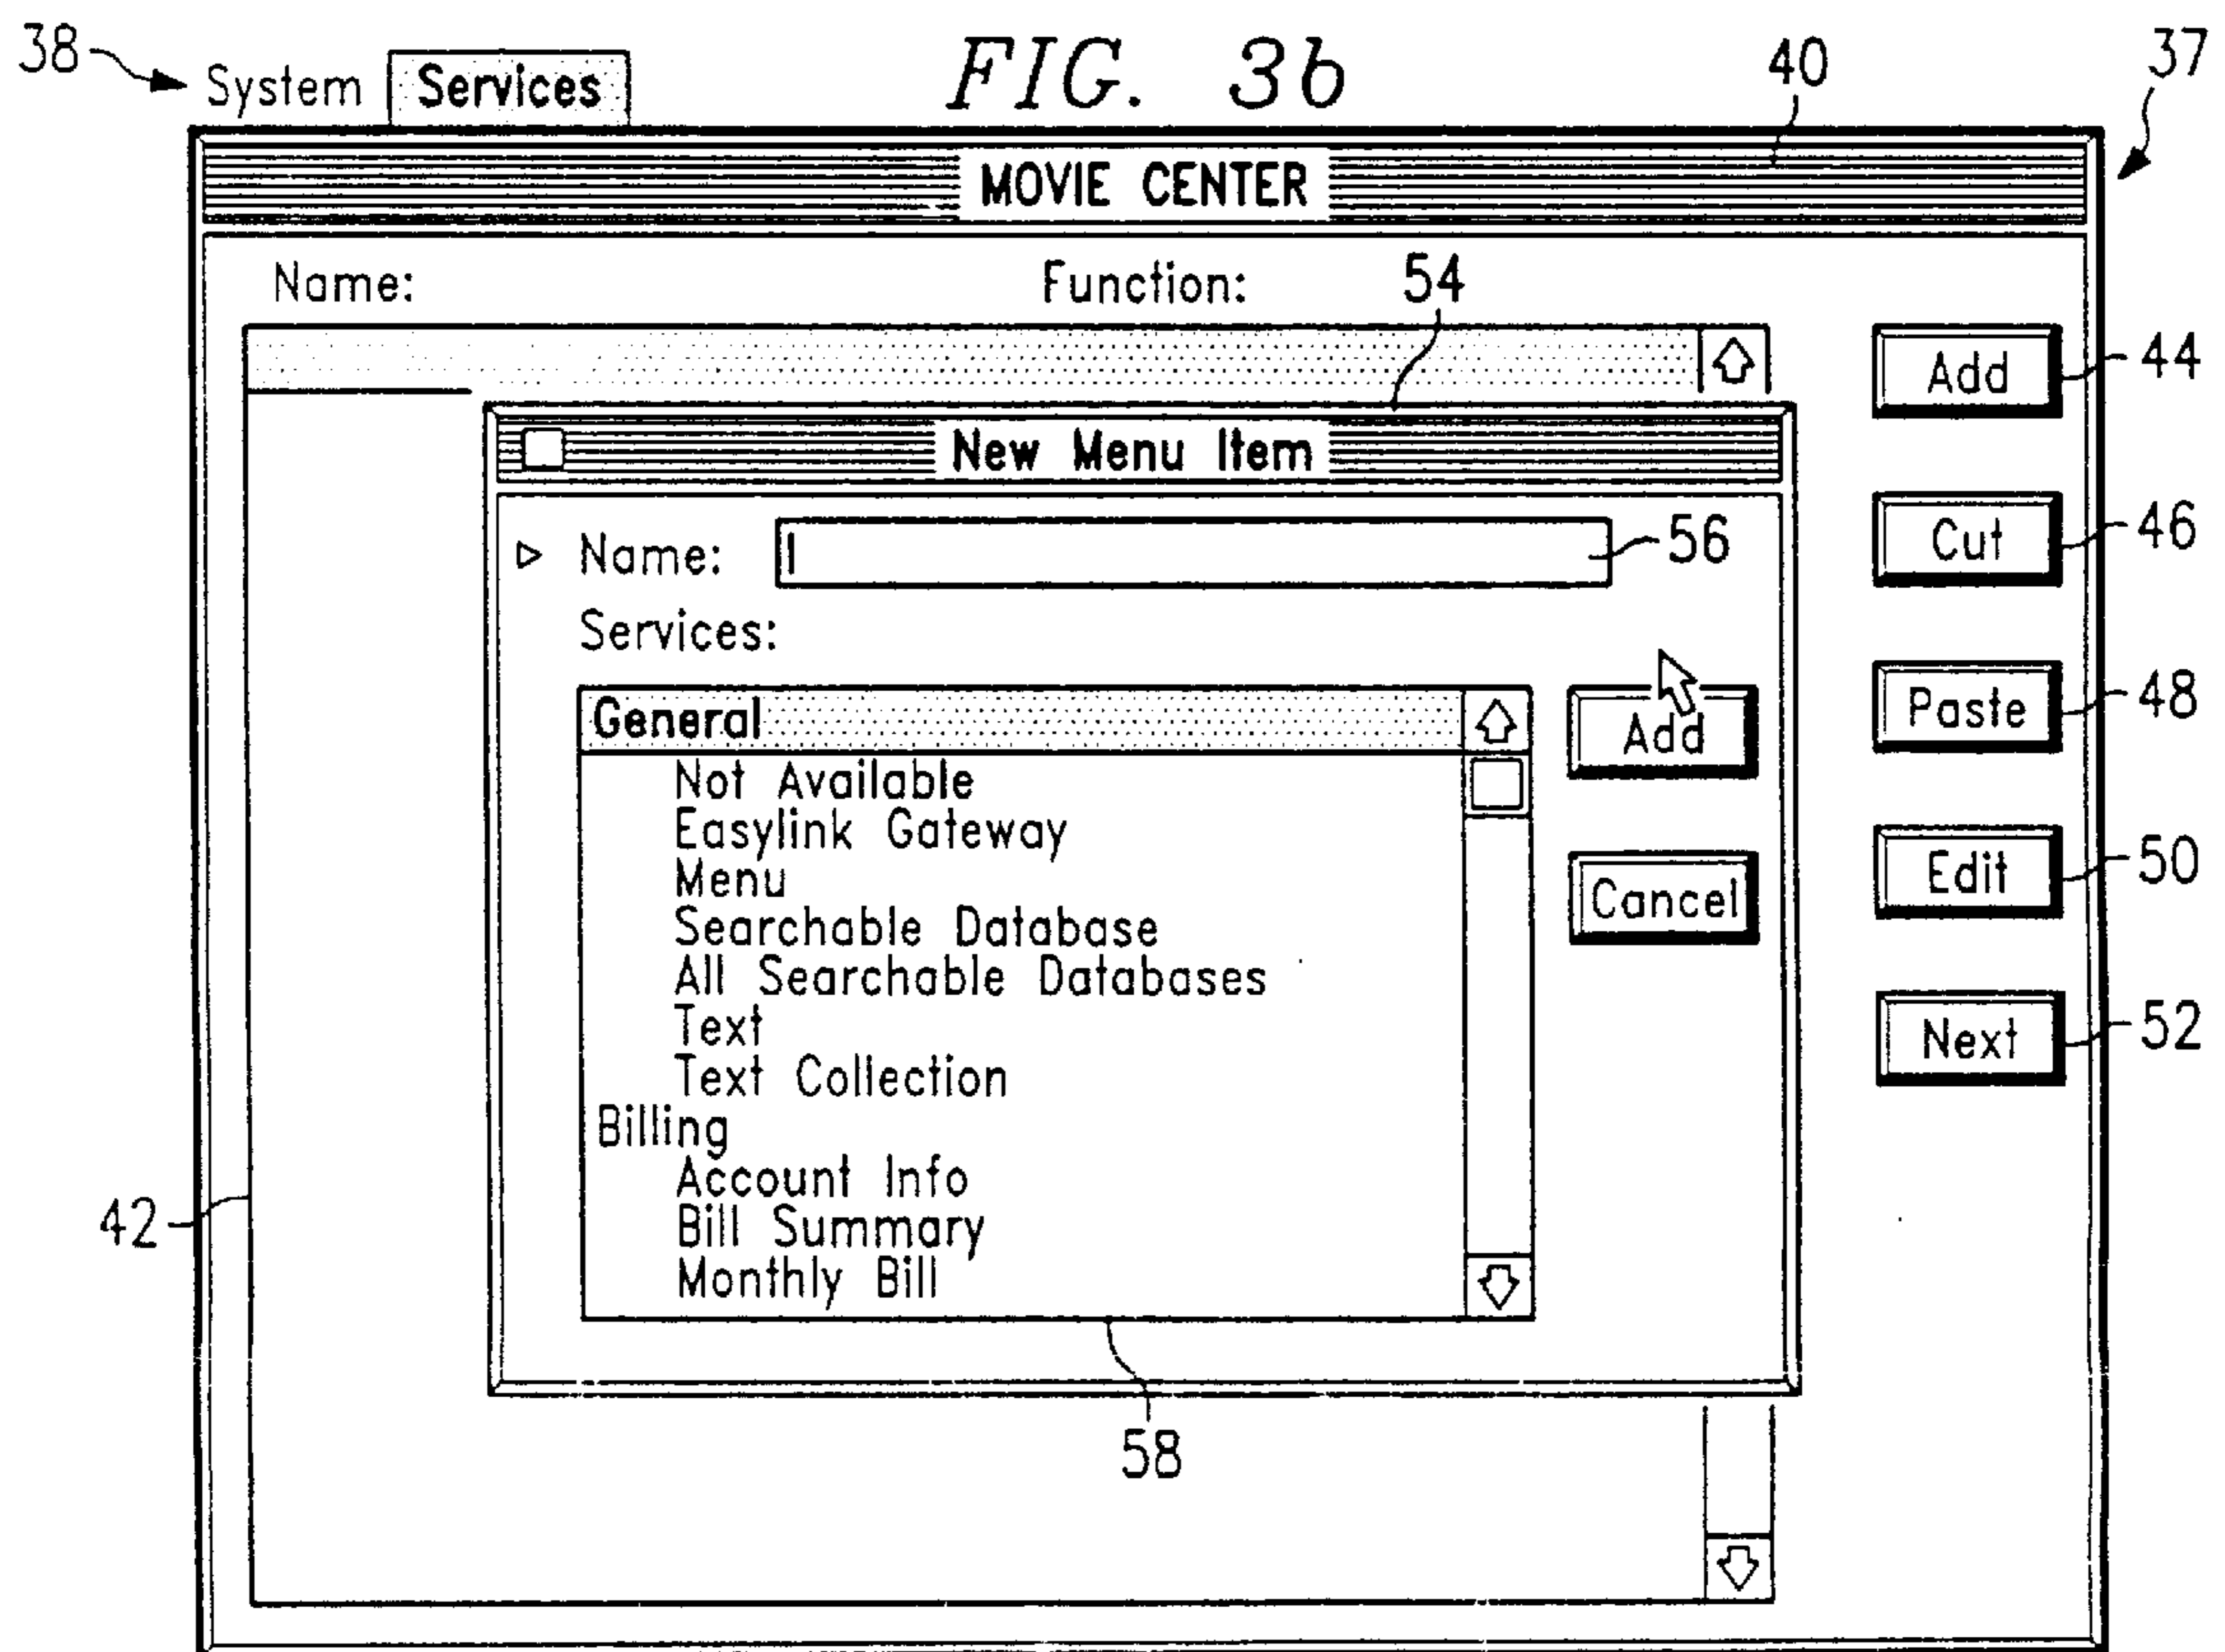 38 System Services FIG. 3b 40 37
MOVIE CENTER
Name: Function: 54
Add 44
New Menu Item
Name: 56
Cut 46
Services:
General
Add
Paste 48
Not Available
Easylink Gateway
Menu
Cancel
Edit 50
Searchable Database
All Searchable Databases
Text
Next 52
Text Collection
Billing
Account Info
42
Bill Summary
Monthly Bill
58